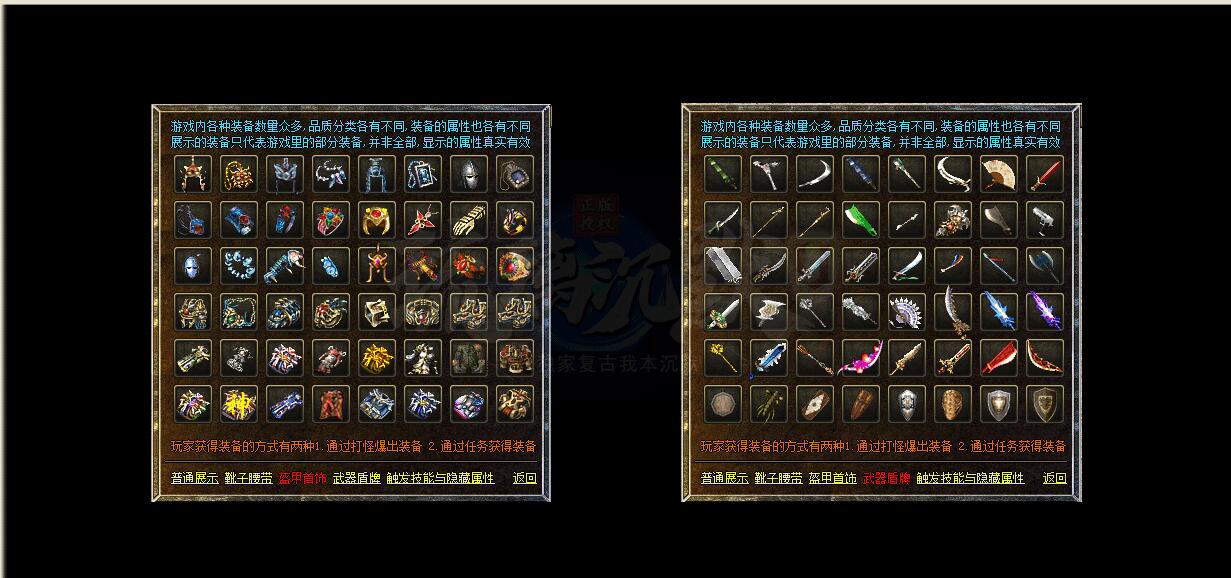 游戏内各种装备数量众多,品质分类各有不同,装备的属性也各有不同
展示的装备只代表游戏里的部分装备,并非全部,显示的属性真实有效
神
玩家获得装备的方式有两种1.通过打怪爆出装备 2.通过任务获得装备
普通展示 靴子腰带 盔甲首饰 武器盾牌 触发技能与隐藏属性 返回
游戏内各种装备数量众多,品质分类各有不同,装备的属性也各有不同
展示的装备只代表游戏里的部分装备,并非全部,显示的属性真实有效
玩家获得装备的方式有两种1.通过打怪爆出装备 2.通过任务获得装备
普通展示 靴子腰带 盔甲首饰 武器盾牌 触发技能与隐藏属性 返回
正版
授权
独家复古我本沉